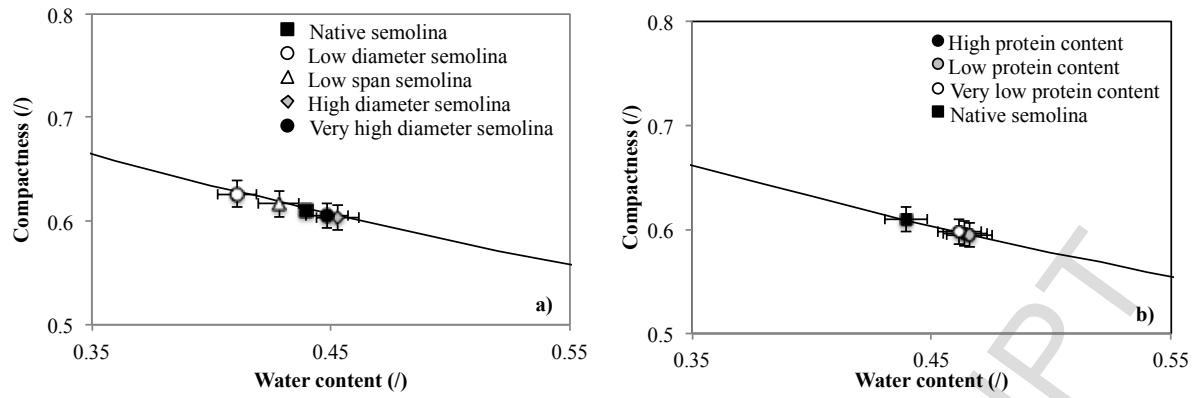 0.8
0.7
0.6
0.5
0.35
0.45
0.55
Compactness (/)
Water content (/)
Native semolina
Low diameter semolina
Low span semolina
High diameter semolina
Very high diameter semolina
a)
0.8
0.7
0.6
0.5
0.35
0.45
0.55
Compactness (/)
Water content (/)
High protein content
Low protein content
Very low protein content
Native semolina
b)